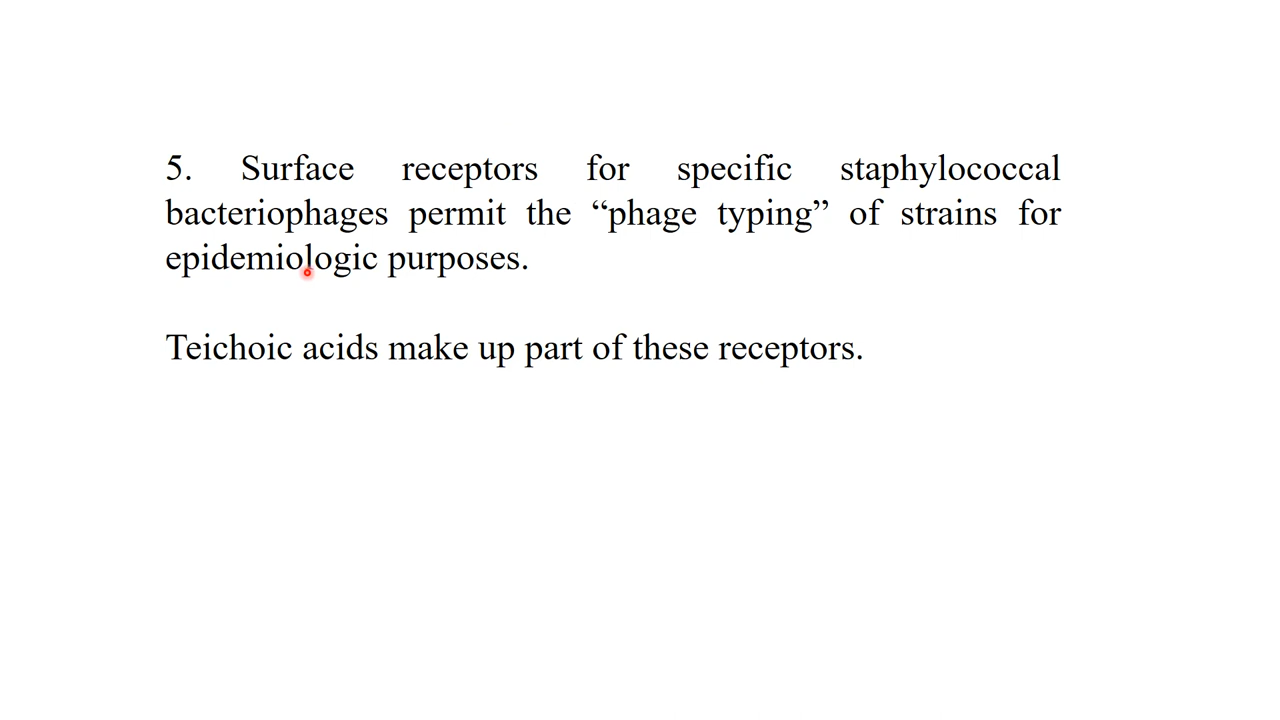 5. Surface receptors for specific staphylococcal
bacteriophages permit the “phage typing” of strains for
epidemiologic purposes.
Teichoic acids make up part of these receptors.